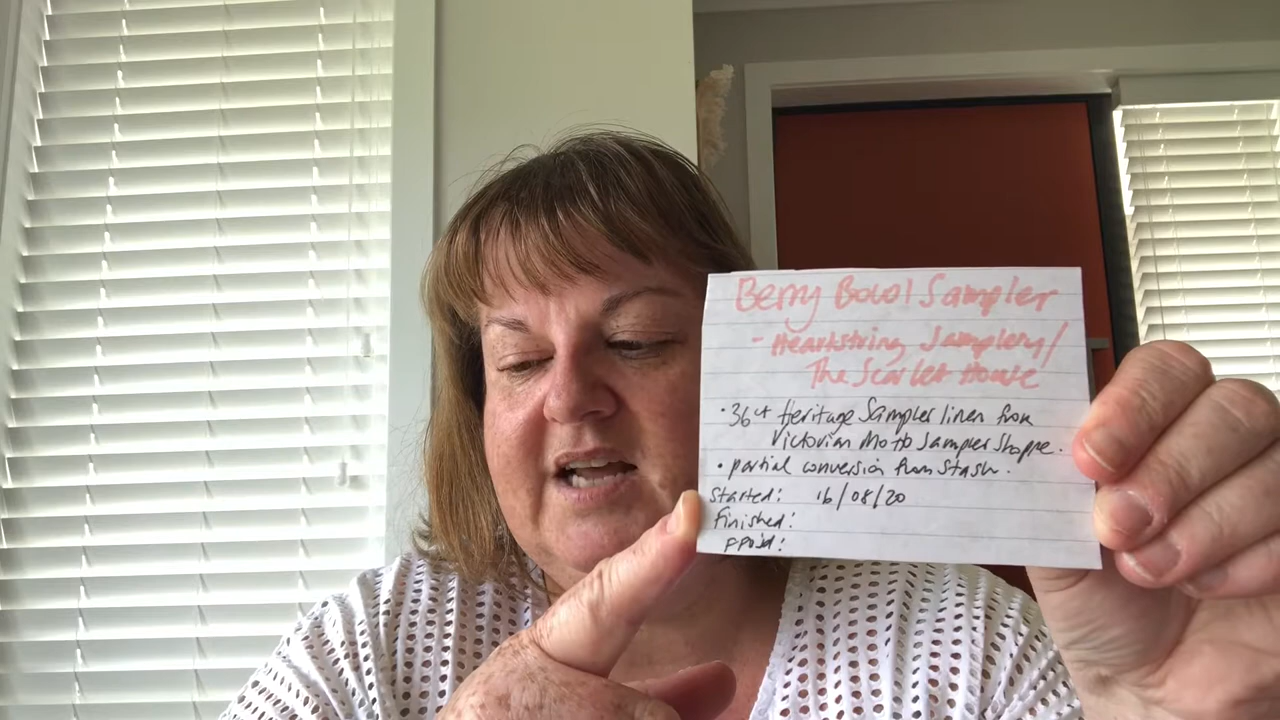 Berry Bowl Sampler
- Heartstring Samplery/
The Scarlet House
• 36ct Heritage Sampler linen from
Victorian Motto Sampler Shoppe.
• partial conversion from Stash.
Started: 16/08/20
Finished:
FFO'd: